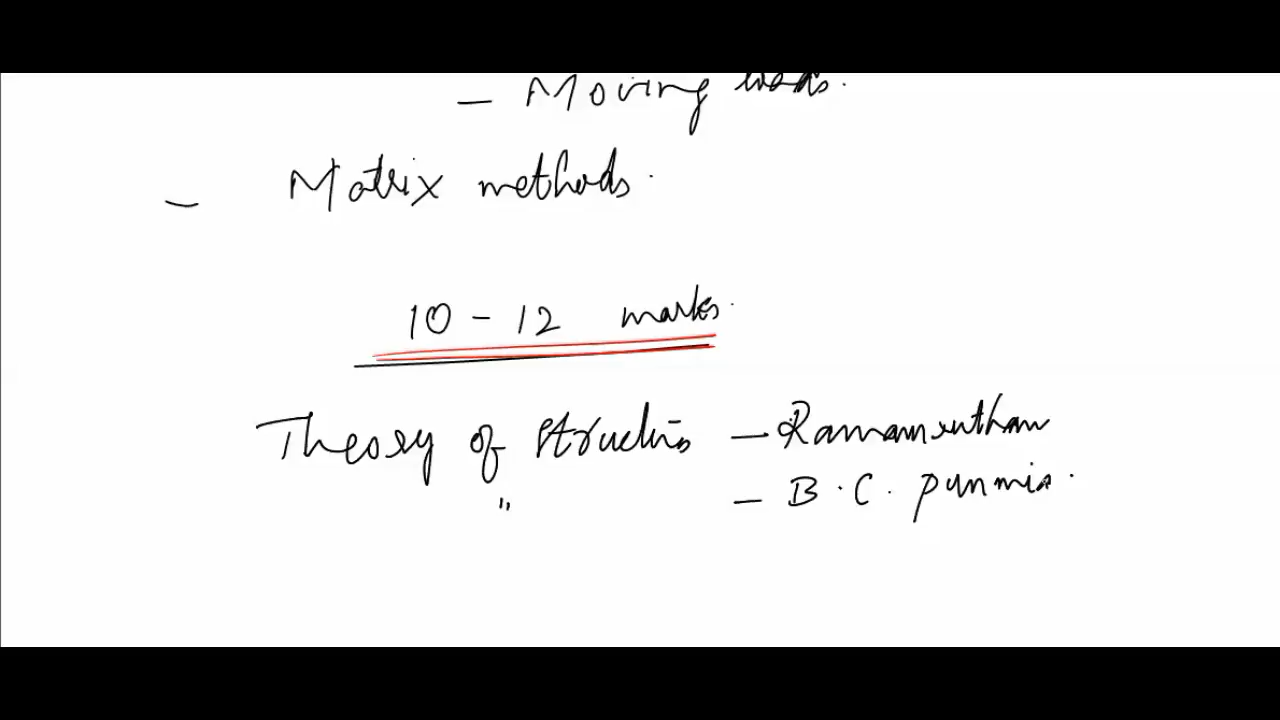 - Moving loads.
- Matrix methods.
10 - 12 marks.
Theory of Structures - Ramamrutham
" - B.C. punmia.